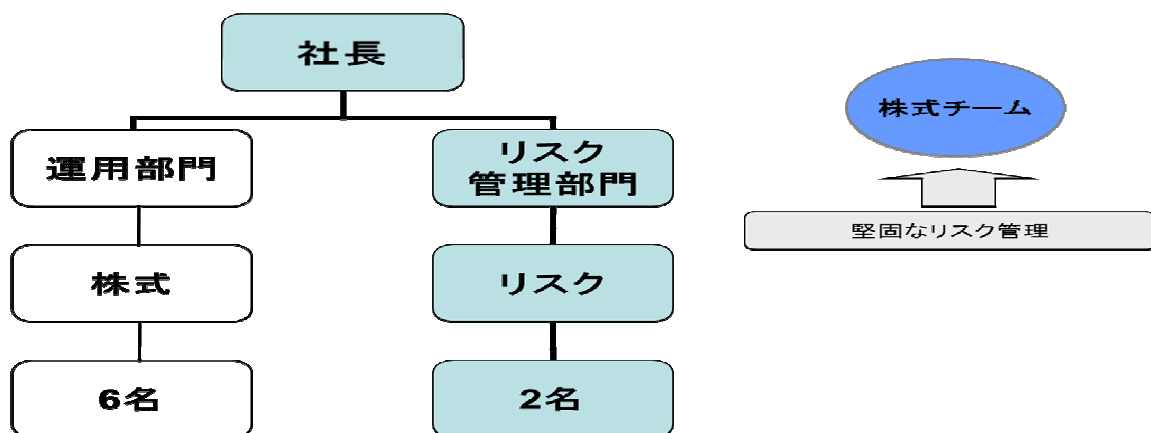 社長
運用部門
リスク
管理部門
株式
リスク
6名
2名
株式チーム
堅固なリスク管理